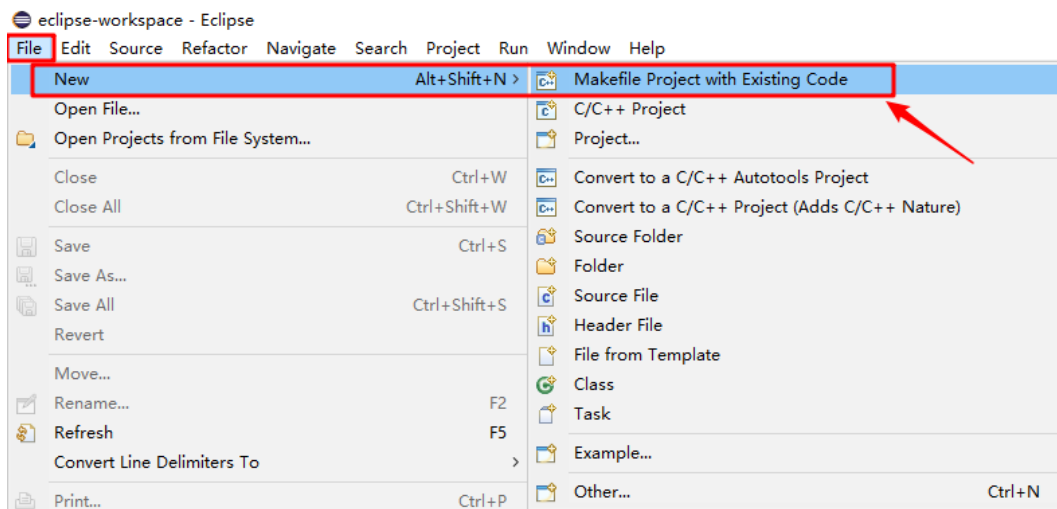 eclipse-workspace - Eclipse
File Edit Source Refactor Navigate Search Project Run Window Help
New Alt+Shift+N > Makefile Project with Existing Code
Open File... C/C++ Project
Open Projects from File System... Project...
Close Ctrl+W Convert to a C/C++ Autotools Project
Close All Ctrl+Shift+W Convert to a C/C++ Project (Adds C/C++ Nature)
Source Folder
Save Ctrl+S Folder
Save As... Source File
Save All Ctrl+Shift+S Header File
Revert File from Template
Move... Class
Rename... F2 Task
Refresh F5 Example...
Convert Line Delimiters To >
Print... Ctrl+P Other... Ctrl+N